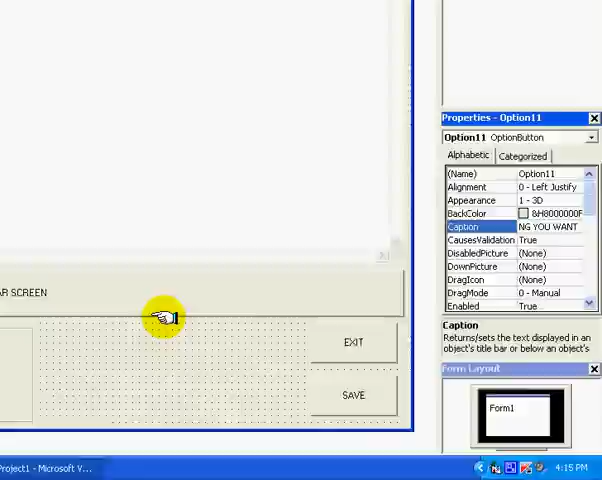 Properties - Option11
Option11 OptionButton
Alphabetic Categorized
(Name) Option11
Alignment 0 - Left Justify
Appearance 1 - 3D
BackColor &H8000000F
Caption NG YOU WANT
CausesValidation True
DisabledPicture (None)
DownPicture (None)
DragIcon (None)
DragMode 0 - Manual
Enabled True
Caption
Returns/sets the text displayed in
an object's title bar or below an object's
Form Layout
Form1
AR SCREEN
EXIT
SAVE
Project1 - Microsoft V...
4:15 PM